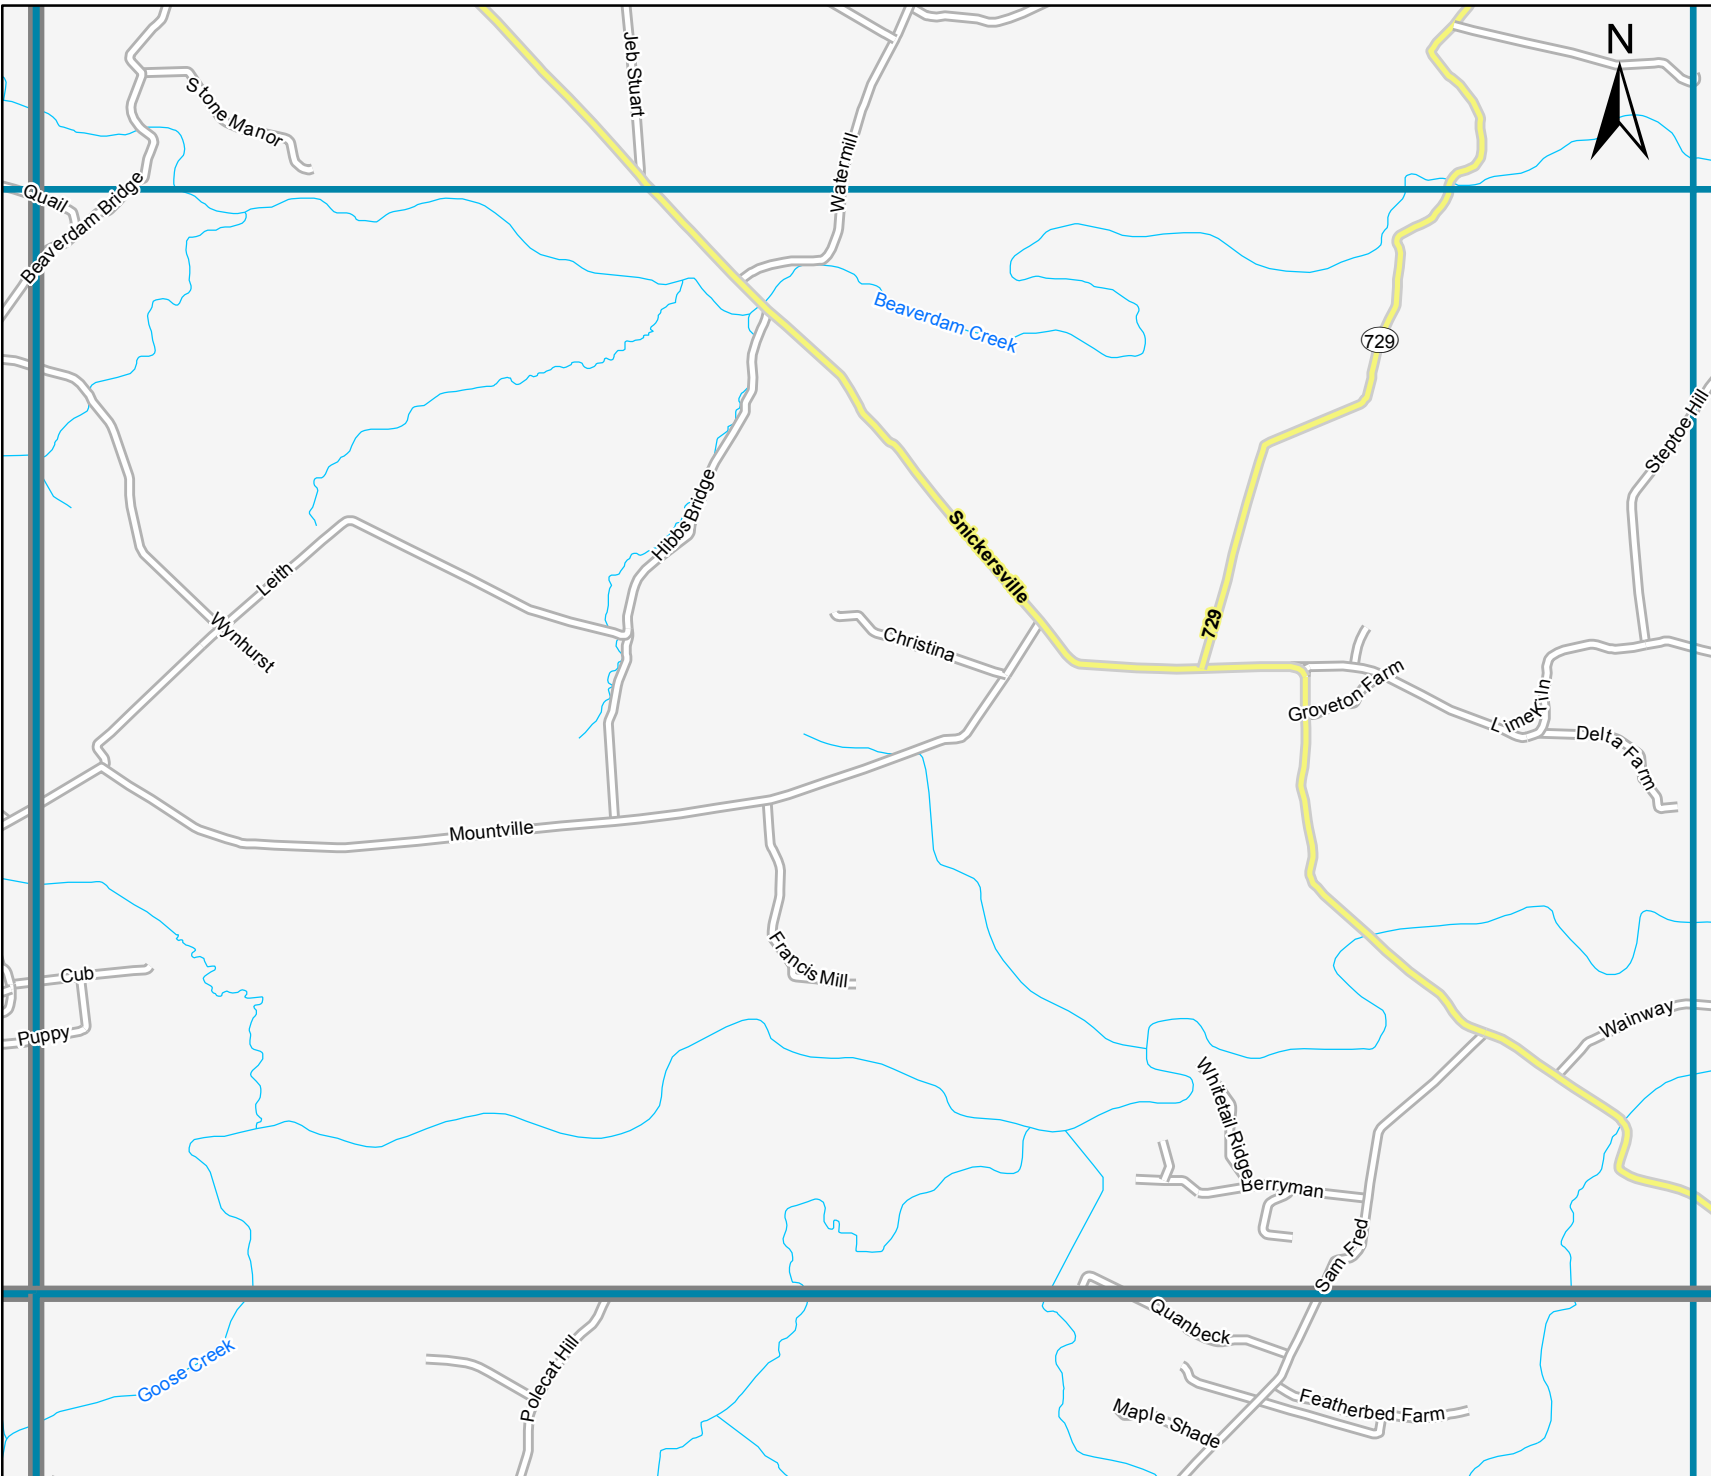 N
Jeb Stuart
Stone Manor
Watermill
Quail
Beaverdam Bridge
Beaverdam Creek
729
Steptoe Hill
Hibbs Bridge
Snickersville
Leith
Wynhurst
729
Christina
Groveton Farm
LimeKiln
Delta Farm
Mountville
Francis Mill
Cub
Puppy
Wainway
Whitetail Ridge
Berryman
Sam Fred
Quanbeck
Goose Creek
Polecat Hill
Featherbed Farm
Maple Shade